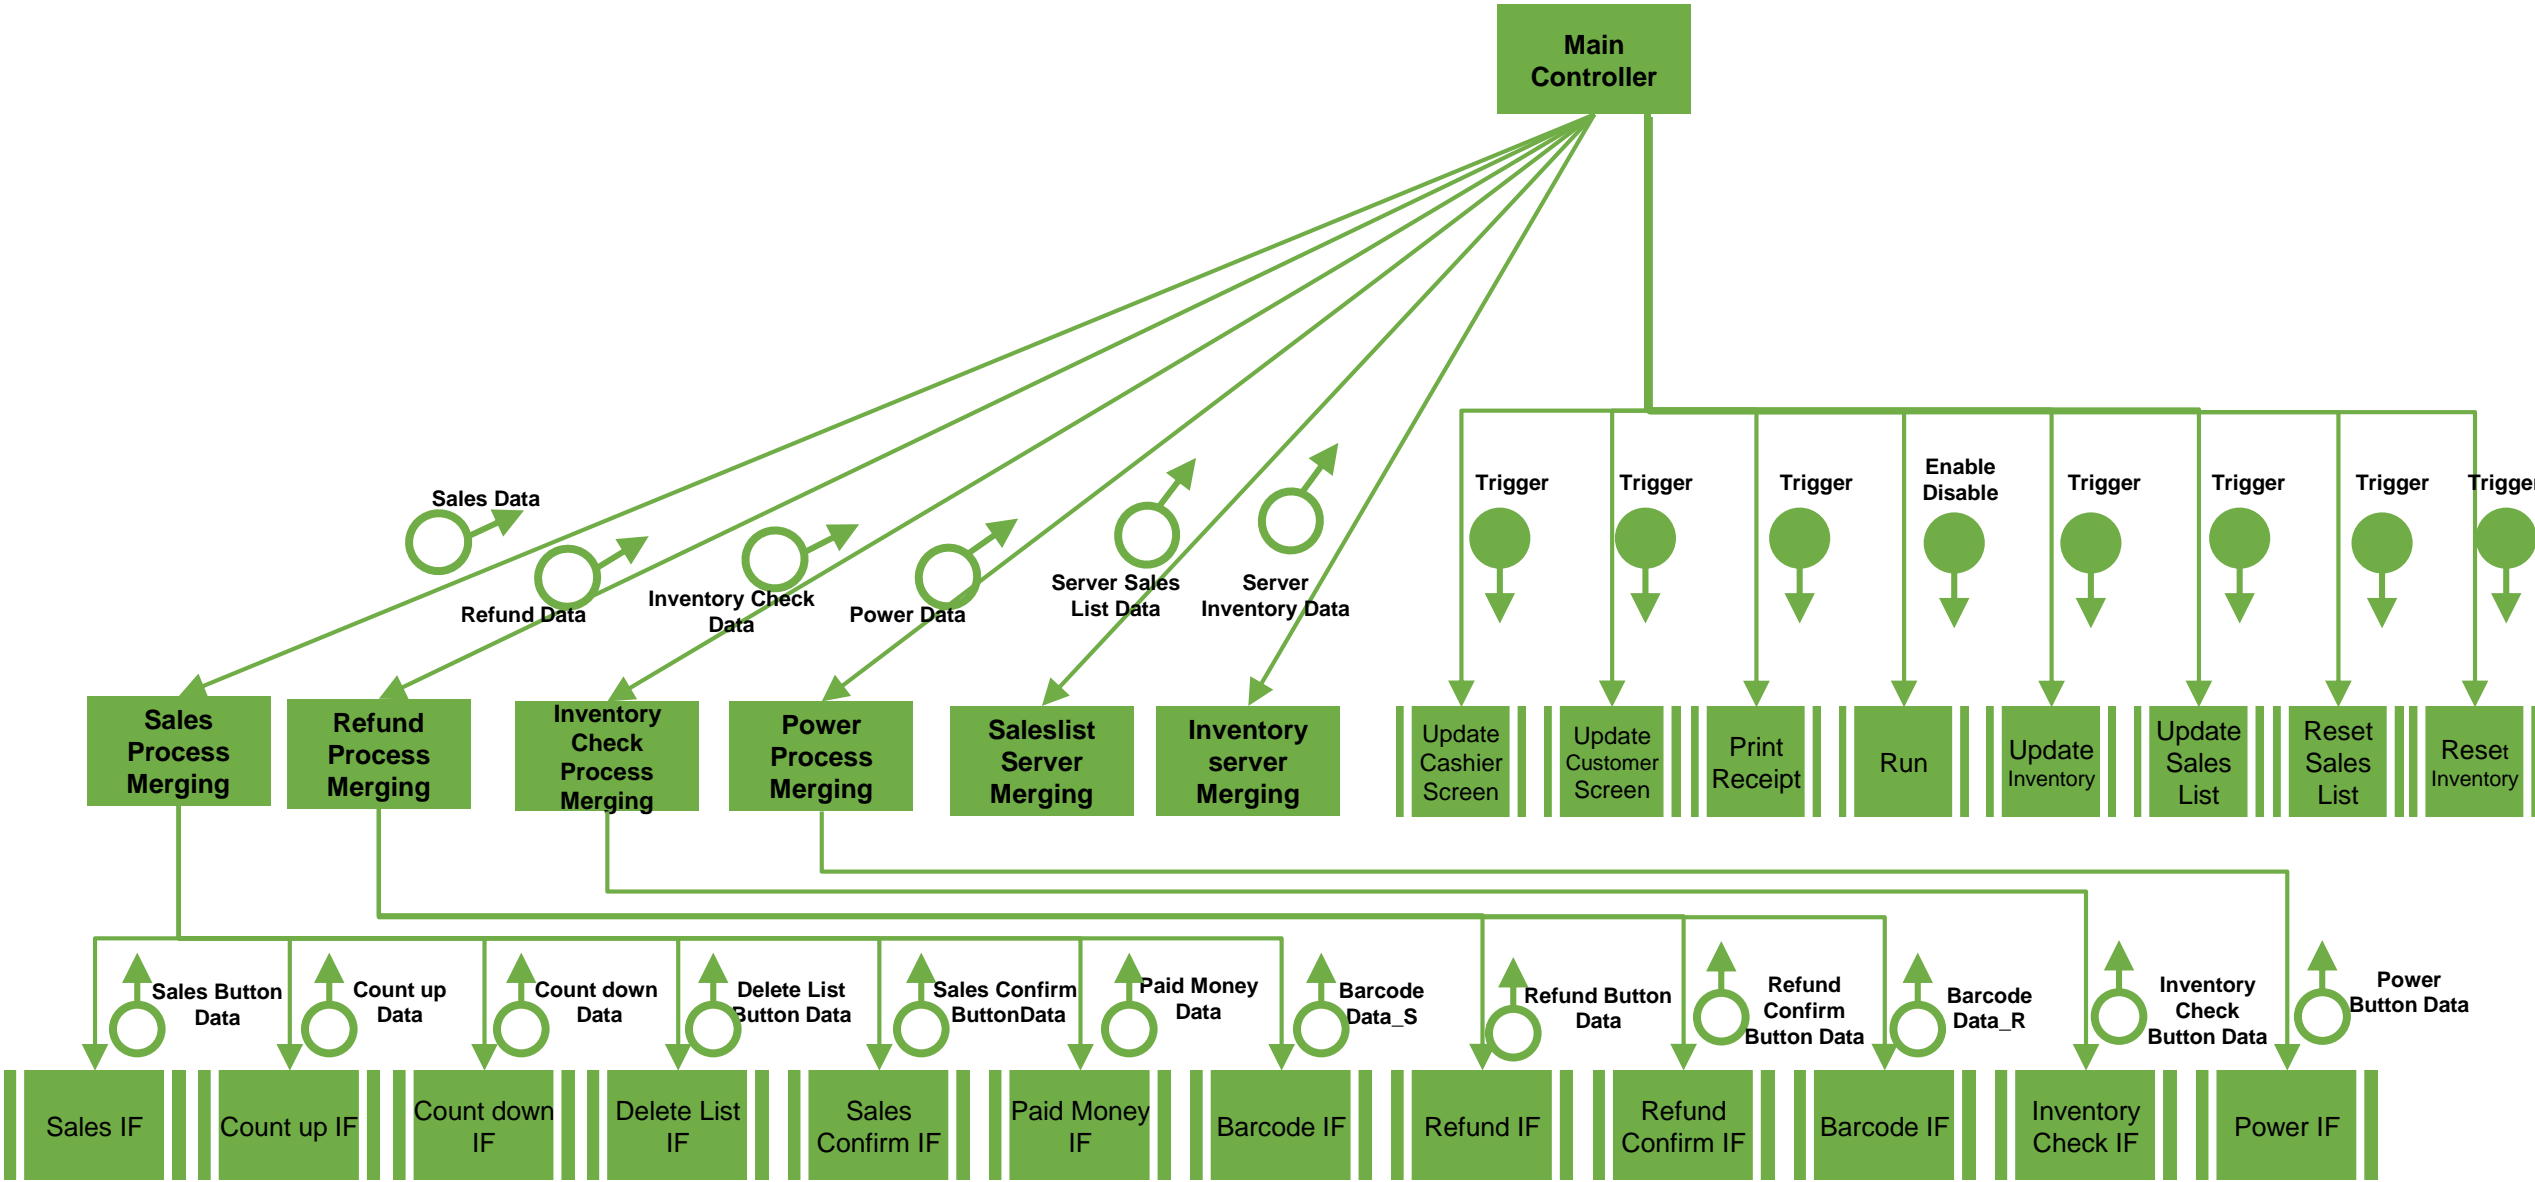 Main
Controller
Sales Data
Refund Data
Inventory Check
Data
Power Data
Server Sales
List Data
Server
Inventory Data
Trigger
Trigger
Trigger
Enable
Disable
Trigger
Trigger
Trigger
Trigger
Sales
Process
Merging
Refund
Process
Merging
Inventory
Check
Process
Merging
Power
Process
Merging
Saleslist
Server
Merging
Inventory
server
Merging
Update
Cashier
Screen
Update
Customer
Screen
Print
Receipt
Run
Update
Inventory
Update
Sales
List
Reset
Sales
List
Reset
Inventory
Sales Button
Data
Count up
Data
Count down
Data
Delete List
Button Data
Sales Confirm
ButtonData
Paid Money
Data
Barcode
Data_S
Refund Button
Data
Refund
Confirm
Button Data
Barcode
Data_R
Inventory
Check
Button Data
Power
Button Data
Sales IF
Count up IF
Count down
IF
Delete List
IF
Sales
Confirm IF
Paid Money
IF
Barcode IF
Refund IF
Refund
Confirm IF
Barcode IF
Inventory
Check IF
Power IF